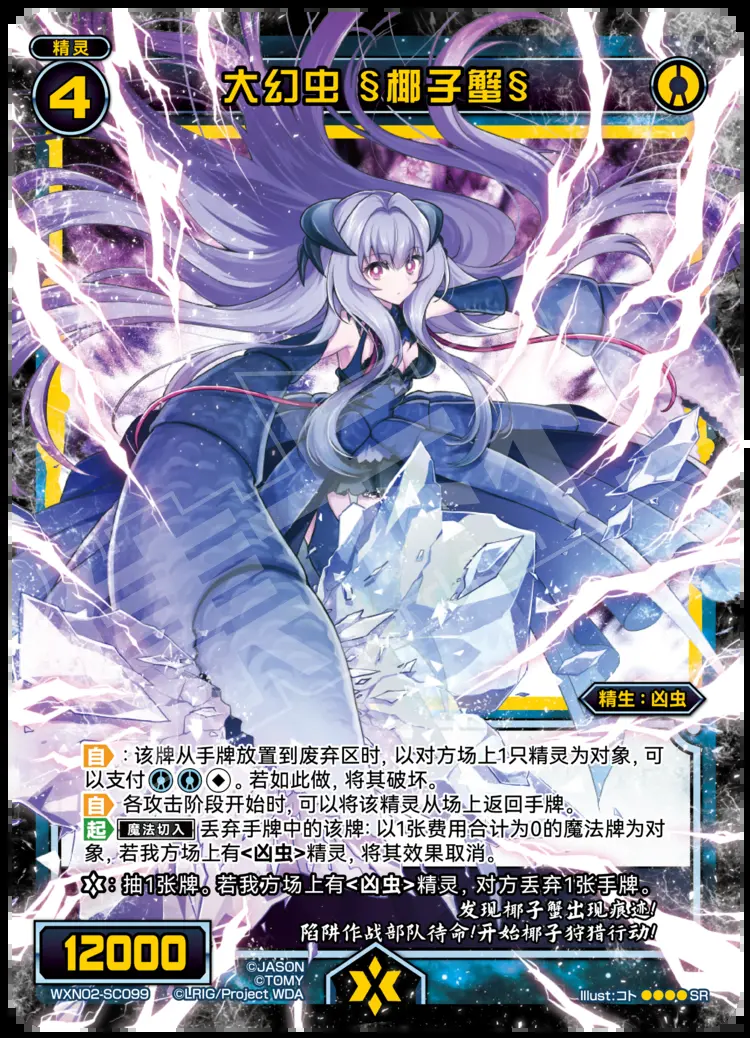 精灵
4
大幻虫 §椰子蟹§
精生：凶虫
自：该牌从手牌放置到废弃区时，以对方场上1只精灵为对象，可
以支付。若如此做，将其破坏。
自 各攻击阶段开始时，可以将该精灵从场上返回手牌。
起 魔法切入 丢弃手牌中的该牌：以1张费用合计为0的魔法牌为对
象，若我方场上有<凶虫>精灵，将其效果取消。
：抽1张牌。若我方场上有<凶虫>精灵，对方丢弃1张手牌。
发现椰子蟹出现痕迹!
陷阱作战部队待命!开始椰子狩猎行动!
12000
©JASON
©TOMY
WXN02-SC099 ©LRIG/Project WDA
Illust:コト SR